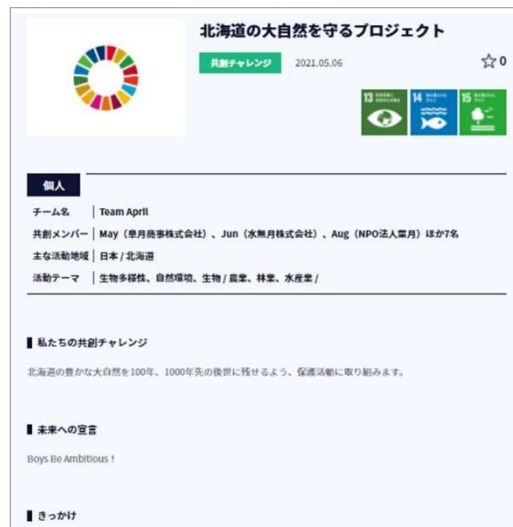 北海道の大自然を守るプロジェクト
共創チャレンジ 2021.05.06 ☆0
13 14 15
個人
チーム名 Team April
共創メンバー May（皐月商事株式会社）、Jun（水無月株式会社）、Aug（NPO法人葉月）ほか7名
主な活動地域 日本 / 北海道
活動テーマ 生物多様性、自然環境、生物 / 農業、林業、水産業 /
私たちの共創チャレンジ
北海道の豊かな大自然を100年、1000年先の後世に残せるよう、保護活動に取り組みます。
未来への宣言
Boys Be Ambitious !
きっかけ